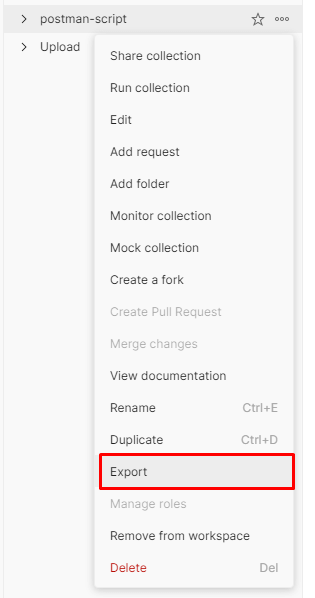 postman-script
Upload
Share collection
Run collection
Edit
Add request
Add folder
Monitor collection
Mock collection
Create a fork
Create Pull Request
Merge changes
View documentation
Rename Ctrl+E
Duplicate Ctrl+D
Export
Manage roles
Remove from workspace
Delete Del